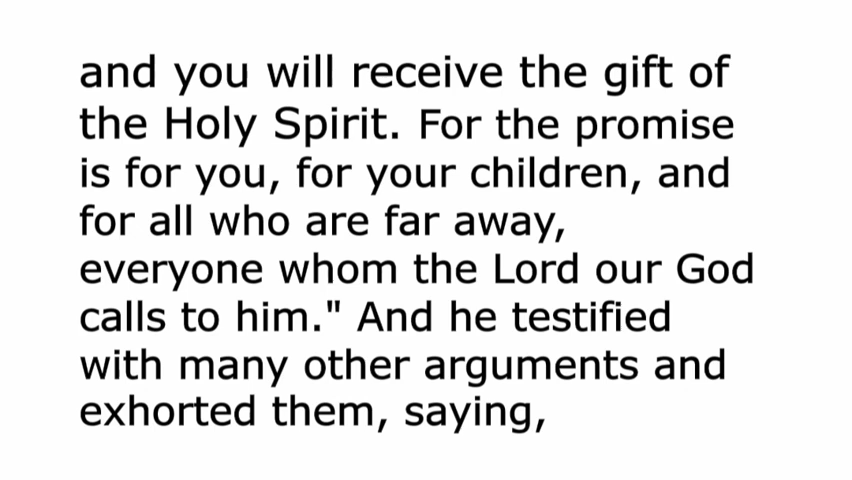 and you will receive the gift of
the Holy Spirit. For the promise
is for you, for your children, and
for all who are far away,
everyone whom the Lord our God
calls to him." And he testified
with many other arguments and
exhorted them, saying,